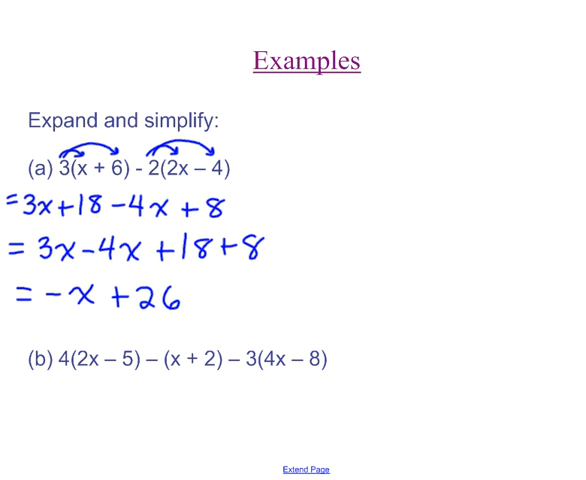 Examples
Expand and simplify:
(a) 3(x + 6) - 2(2x – 4)
= 3x + 18 - 4x + 8
= 3x - 4x + 18 + 8
= -x + 26
(b) 4(2x – 5) – (x + 2) – 3(4x – 8)
Extend Page